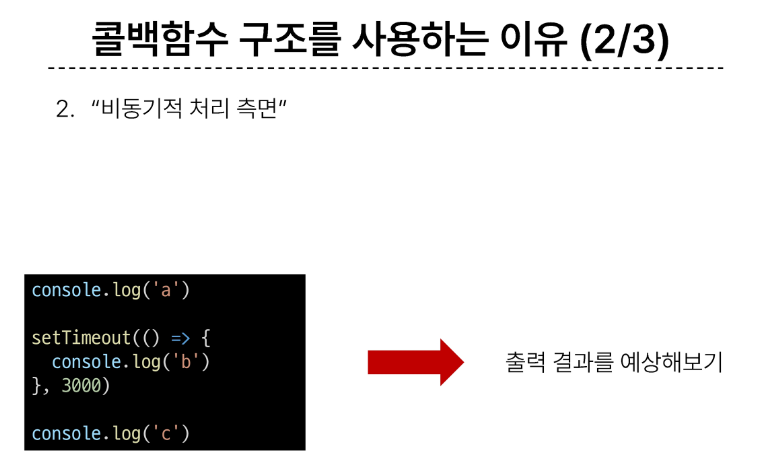 콜백함수 구조를 사용하는 이유 (2/3)
2. “비동기적 처리 측면”
console.log('a')
setTimeout(() => {
  console.log('b')
}, 3000)
console.log('c')
출력 결과를 예상해보기